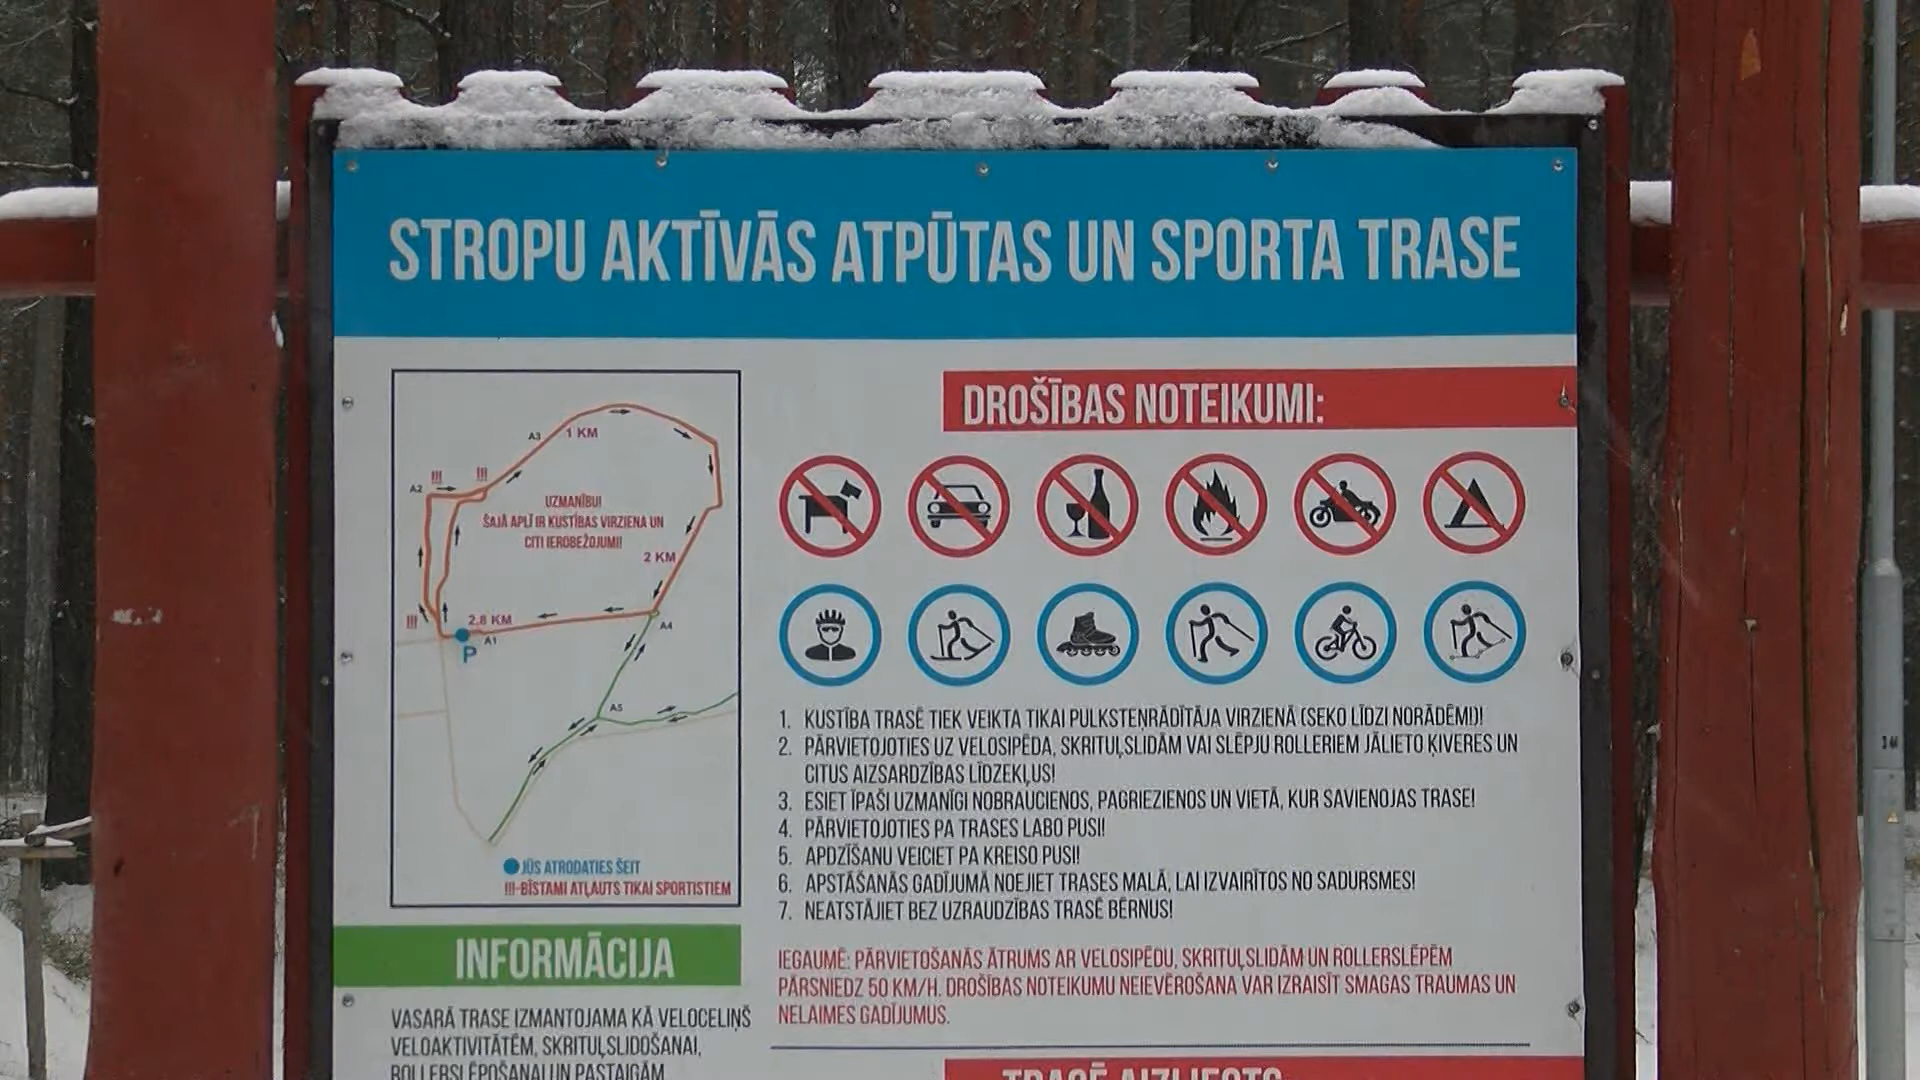 STROPU AKTĪVĀS ATPŪTAS UN SPORTA TRASE
A3
1 KM
!!!
!!!
A2
UZMANĪBU!
ŠAJĀ APLĪ IR KUSTĪBAS VIRZIENA UN
CITI IEROBEŽOJUMI!
2 KM
!!!
2.8 KM
A4
A1
P
A5
JŪS ATRODATIES ŠEIT
!!!-BĪSTAMI ATĻAUTS TIKAI SPORTISTIEM
INFORMĀCIJA
VASARĀ TRASE IZMANTOJAMA KĀ VELOCELIŅŠ
VELOAKTIVITĀTĒM, SKRITUĻSLIDOŠANAI,
ROLLERSLĒPOŠANAI UN PASTAIGĀM
DROŠĪBAS NOTEIKUMI:
1. KUSTĪBA TRASĒ TIEK VEIKTA TIKAI PULKSTEŅRĀDĪTĀJA VIRZIENĀ (SEKO LĪDZI NORĀDĒM)!
2. PĀRVIETOJOTIES UZ VELOSIPĒDA, SKRITUĻSLIDĀM VAI SLĒPJU ROLLERIEM JĀLIETO ĶIVERES UN
CITUS AIZSARDZĪBAS LĪDZEKĻUS!
3. ESIET ĪPAŠI UZMANĪGI NOBRAUCIENOS, PAGRIEZIENOS UN VIETĀ, KUR SAVIENOJAS TRASE!
4. PĀRVIETOJOTIES PA TRASES LABO PUSI!
5. APDZĪŠANU VEICIET PA KREISO PUSI!
6. APSTĀŠANĀS GADĪJUMĀ NOEJIET TRASES MALĀ, LAI IZVAIRĪTOS NO SADURSMES!
7. NEATSTĀJIET BEZ UZRAUDZĪBAS TRASĒ BĒRNUS!
IEGAUMĒ: PĀRVIETOŠANĀS ĀTRUMS AR VELOSIPĒDU, SKRITUĻSLIDĀM UN ROLLERSLĒPĒM
PĀRSNIEDZ 50 KM/H. DROŠĪBAS NOTEIKUMU NEIEVĒROŠANA VAR IZRAISĪT SMAGAS TRAUMAS UN
NELAIMES GADĪJUMUS.
TRASĒ AIZLIEGTS